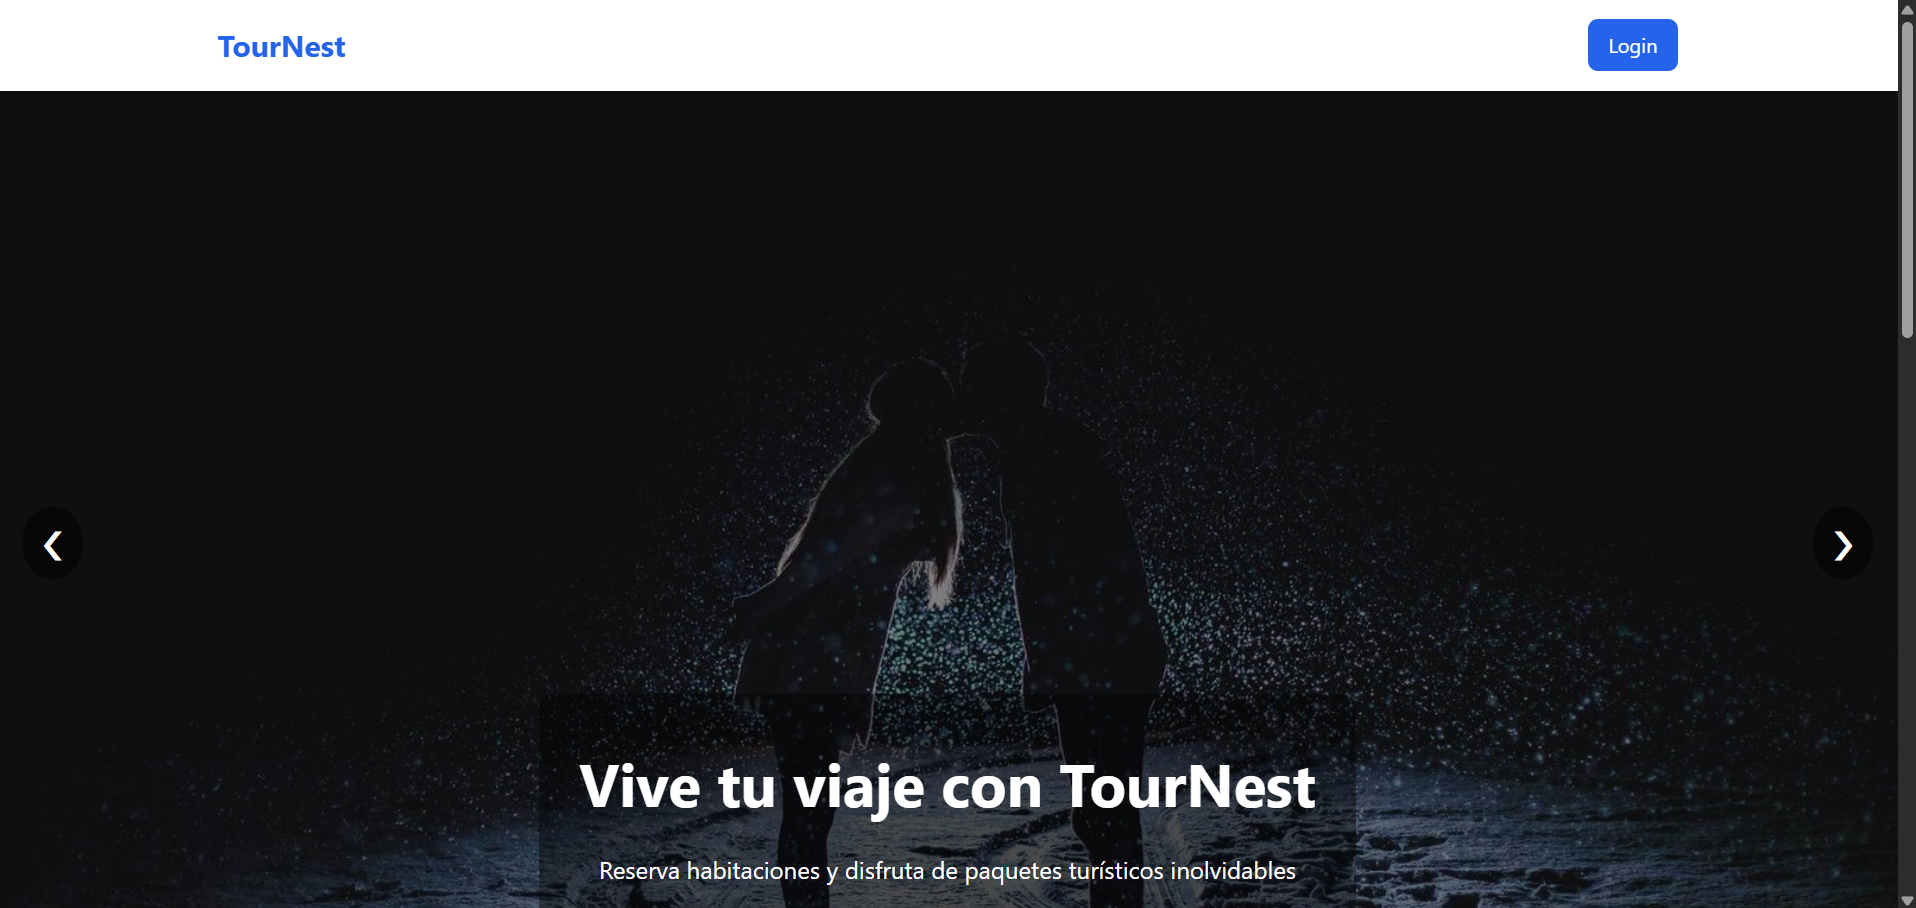 TourNest
Login
❮
❯
Vive tu viaje con TourNest
Reserva habitaciones y disfruta de paquetes turísticos inolvidables